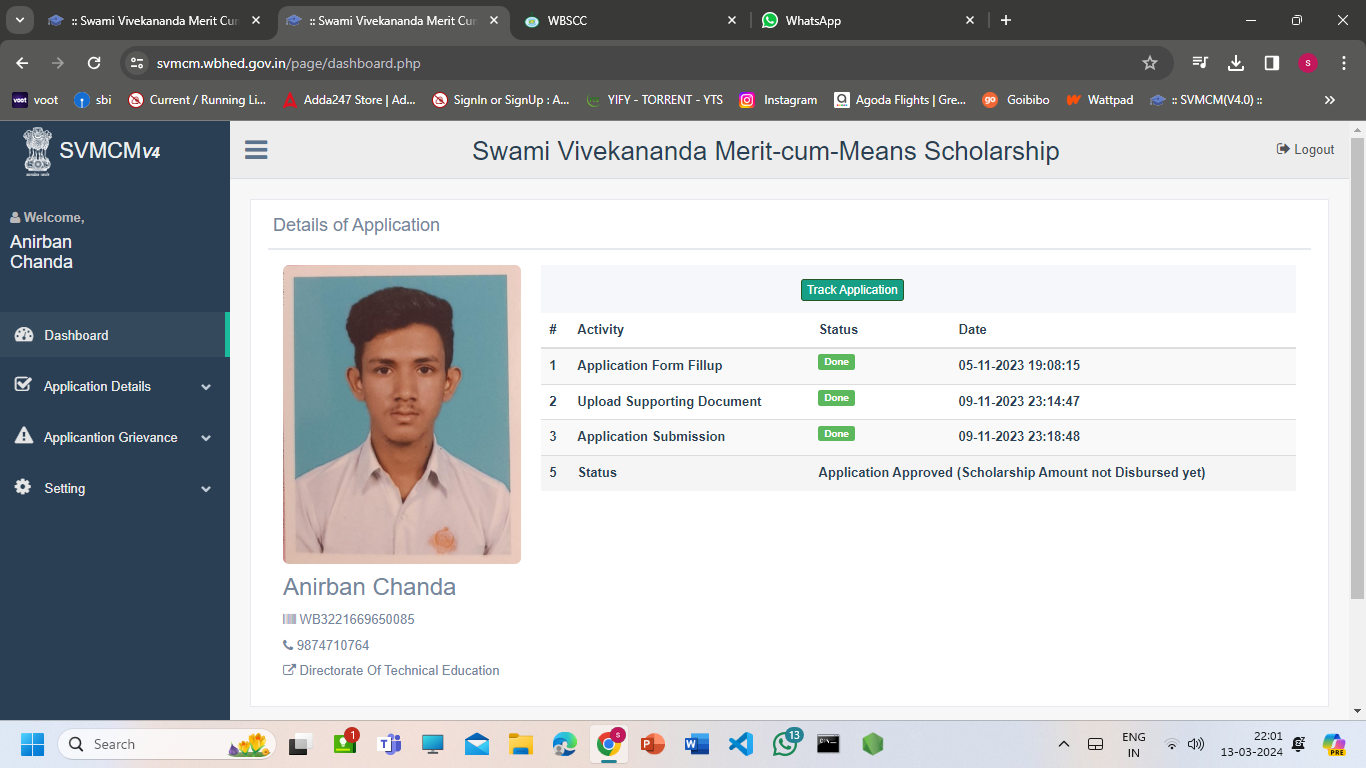 :: Swami Vivekananda Merit Cur
:: Swami Vivekananda Merit Cur
WBSCC
WhatsApp
svmcm.wbhed.gov.in/page/dashboard.php
s
voot
voot
sbi
Current / Running Li...
Adda247 Store | Ad...
SignIn or SignUp : A...
YIFY - TORRENT - YTS
Instagram
a
Agoda Flights | Gre...
go
Goibibo
Wattpad
:: SVMCM(V4.0) ::
SVMCMV4
Swami Vivekananda Merit-cum-Means Scholarship
Logout
Welcome,
Anirban
Chanda
Dashboard
Application Details
Applicantion Grievance
Setting
Details of Application
Track Application
# Activity Status Date
1 Application Form Fillup Done 05-11-2023 19:08:15
2 Upload Supporting Document Done 09-11-2023 23:14:47
3 Application Submission Done 09-11-2023 23:18:48
5 Status Application Approved (Scholarship Amount not Disbursed yet)
Anirban Chanda
WB3221669650085
9874710764
Directorate Of Technical Education
Search
1
s
13
ENG
IN
22:01
13-03-2024
PRE